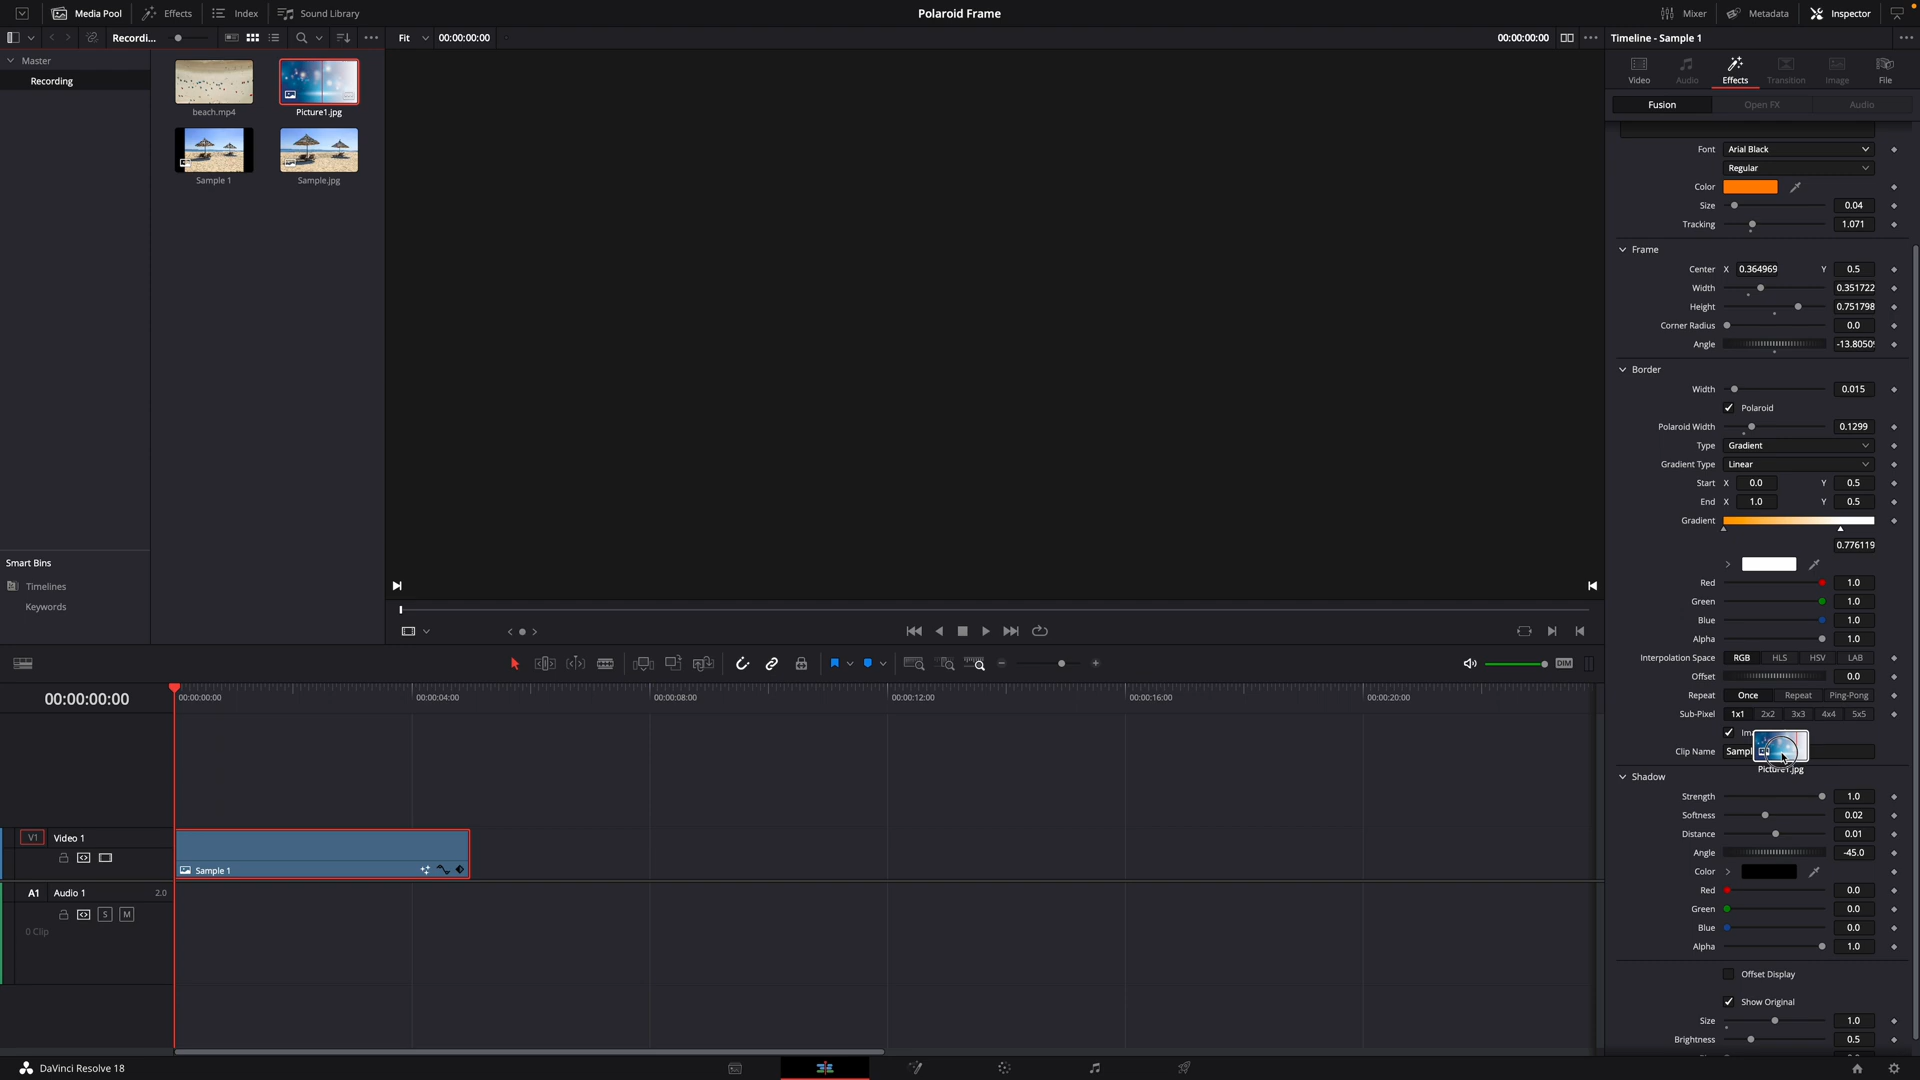 Media Pool
Effects
Index
Sound Library
Polaroid Frame
Mixer
Metadata
Inspector
Recordi...
Fit
00:00:00:00
00:00:00:00
Timeline - Sample 1
Master
Recording
beach.mp4
Picture1.jpg
Sample 1
Sample.jpg
Video
Audio
Effects
Transition
Image
File
Fusion
Open FX
Audio
Font Arial Black
Regular
Color
Size 0.04
Tracking 1.071
Frame
Center X 0.364969 Y 0.5
Width 0.351722
Height 0.751798
Corner Radius 0.0
Angle -13.8050
Border
Width 0.015
Polaroid
Polaroid Width 0.1299
Type Gradient
Gradient Type Linear
Start X 0.0 Y 0.5
End X 1.0 Y 0.5
Gradient
0.776119
Red 1.0
Green 1.0
Blue 1.0
Alpha 1.0
Interpolation Space RGB HLS HSV LAB
Offset 0.0
Repeat Once Repeat Ping-Pong
Sub-Pixel 1x1 2x2 3x3 4x4 5x5
Clip Name Sampl
Picture1.jpg
Shadow
Strength 1.0
Softness 0.02
Distance 0.01
Angle -45.0
Color
Red 0.0
Green 0.0
Blue 0.0
Alpha 1.0
Offset Display
Show Original
Size 1.0
Brightness 0.5
Smart Bins
Timelines
Keywords
DIM
00:00:00:00
00:00:00:00
00:00:04:00
00:00:08:00
00:00:12:00
00:00:16:00
00:00:20:00
V1 Video 1
Sample 1
A1 Audio 1 2.0
S M
0 Clip
DaVinci Resolve 18